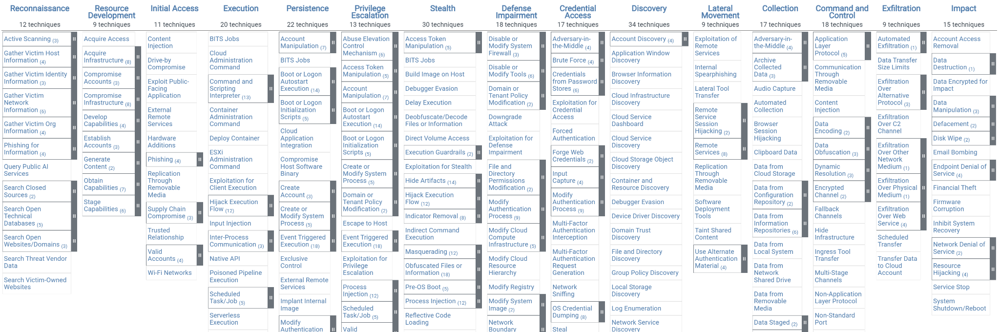 Reconnaissance
12 techniques
Active Scanning (3)
Gather Victim Host
Information (4)
Gather Victim Identity
Information (3)
Gather Victim
Network
Information (6)
Gather Victim Org
Information (4)
Phishing for
Information (4)
Query Public AI
Services
Search Closed
Sources (2)
Search Open
Technical
Databases (5)
Search Open
Websites/Domains (3)
Search Threat Vendor
Data
Search Victim-Owned
Websites
Resource
Development
9 techniques
Acquire Access
Acquire
Infrastructure (8)
Compromise
Accounts (3)
Compromise
Infrastructure (8)
Develop
Capabilities (4)
Establish
Accounts (3)
Generate
Content (2)
Obtain
Capabilities (7)
Stage
Capabilities (6)
Initial Access
11 techniques
Content
Injection
Drive-by
Compromise
Exploit Public-
Facing
Application
External
Remote
Services
Hardware
Additions
Phishing (4)
Replication
Through
Removable
Media
Supply Chain
Compromise (3)
Trusted
Relationship
Valid
Accounts (4)
Wi-Fi Networks
Execution
20 techniques
BITS Jobs
Cloud
Administration
Command
Command and
Scripting
Interpreter (13)
Container
Administration
Command
Deploy Container
ESXi
Administration
Command
Exploitation for
Client Execution
Hijack Execution
Flow (12)
Input Injection
Inter-Process
Communication (3)
Native API
Poisoned Pipeline
Execution
Scheduled
Task/Job (5)
Serverless
Execution
Persistence
22 techniques
Account
Manipulation (7)
BITS Jobs
Boot or Logon
Autostart
Execution (14)
Boot or Logon
Initialization
Scripts (5)
Cloud
Application
Integration
Compromise
Host Software
Binary
Create
Account (3)
Create or
Modify System
Process (5)
Event Triggered
Execution (18)
Exclusive
Control
External Remote
Services
Implant Internal
Image
Modify
Authentication
Privilege
Escalation
13 techniques
Abuse Elevation
Control
Mechanism (6)
Access Token
Manipulation (5)
Account
Manipulation (7)
Boot or Logon
Autostart
Execution (14)
Boot or Logon
Initialization
Scripts (5)
Create or
Modify System
Process (5)
Domain or
Tenant Policy
Modification (2)
Escape to Host
Event Triggered
Execution (18)
Exploitation for
Privilege
Escalation
Process
Injection (12)
Scheduled
Task/Job (5)
Valid
Stealth
30 techniques
Access Token
Manipulation (5)
BITS Jobs
Build Image on Host
Debugger Evasion
Delay Execution
Deobfuscate/Decode
Files or Information
Direct Volume Access
Execution Guardrails (2)
Exploitation for Stealth
Hide Artifacts (14)
Hijack Execution
Flow (12)
Indicator Removal (8)
Indirect Command
Execution
Masquerading (12)
Obfuscated Files or
Information (18)
Pre-OS Boot (5)
Process Injection (12)
Reflective Code
Loading
Defense
Impairment
18 techniques
Disable or
Modify System
Firewall (3)
Disable or
Modify Tools (6)
Domain or
Tenant Policy
Modification (2)
Downgrade
Attack
Exploitation for
Defense
Impairment
File and
Directory
Permissions
Modification (2)
Modify
Authentication
Process (9)
Modify Cloud
Compute
Infrastructure (5)
Modify Cloud
Resource
Hierarchy
Modify Registry
Modify System
Image (2)
Network
Boundary
Credential
Access
17 techniques
Adversary-in-
the-Middle (4)
Brute Force (4)
Credentials
from Password
Stores (6)
Exploitation for
Credential
Access
Forced
Authentication
Forge Web
Credentials (2)
Input
Capture (4)
Modify
Authentication
Process (9)
Multi-Factor
Authentication
Interception
Multi-Factor
Authentication
Request
Generation
Network
Sniffing
OS Credential
Dumping (8)
Steal
Discovery
34 techniques
Account Discovery (4)
Application Window
Discovery
Browser Information
Discovery
Cloud Infrastructure
Discovery
Cloud Service
Dashboard
Cloud Service
Discovery
Cloud Storage Object
Discovery
Container and
Resource Discovery
Debugger Evasion
Device Driver Discovery
Domain Trust
Discovery
File and Directory
Discovery
Group Policy Discovery
Local Storage
Discovery
Log Enumeration
Network Service
Discovery
Lateral
Movement
9 techniques
Exploitation of
Remote
Services
Internal
Spearphishing
Lateral Tool
Transfer
Remote
Service
Session
Hijacking (2)
Remote
Services (8)
Replication
Through
Removable
Media
Software
Deployment
Tools
Taint Shared
Content
Use Alternate
Authentication
Material (4)
Collection
17 techniques
Adversary-in-
the-Middle (4)
Archive
Collected
Data (3)
Audio Capture
Automated
Collection
Browser
Session
Hijacking
Clipboard Data
Data from
Cloud Storage
Data from
Configuration
Repository (2)
Data from
Information
Repositories (6)
Data from
Local System
Data from
Network
Shared Drive
Data from
Removable
Media
Data Staged (2)
Command and
Control
18 techniques
Application
Layer
Protocol (5)
Communication
Through
Removable
Media
Content
Injection
Data
Encoding (2)
Data
Obfuscation (3)
Dynamic
Resolution (3)
Encrypted
Channel (2)
Fallback
Channels
Hide
Infrastructure
Ingress Tool
Transfer
Multi-Stage
Channels
Non-Application
Layer Protocol
Non-Standard
Port
Exfiltration
9 techniques
Automated
Exfiltration (1)
Data Transfer
Size Limits
Exfiltration
Over
Alternative
Protocol (3)
Exfiltration
Over C2
Channel
Exfiltration
Over Other
Network
Medium (1)
Exfiltration
Over Physical
Medium (1)
Exfiltration
Over Web
Service (4)
Scheduled
Transfer
Transfer Data
to Cloud
Account
Impact
15 techniques
Account Access
Removal
Data
Destruction (1)
Data Encrypted for
Impact
Data
Manipulation (3)
Defacement (2)
Disk Wipe (2)
Email Bombing
Endpoint Denial of
Service (4)
Financial Theft
Firmware
Corruption
Inhibit System
Recovery
Network Denial of
Service (2)
Resource
Hijacking (4)
Service Stop
System
Shutdown/Reboot